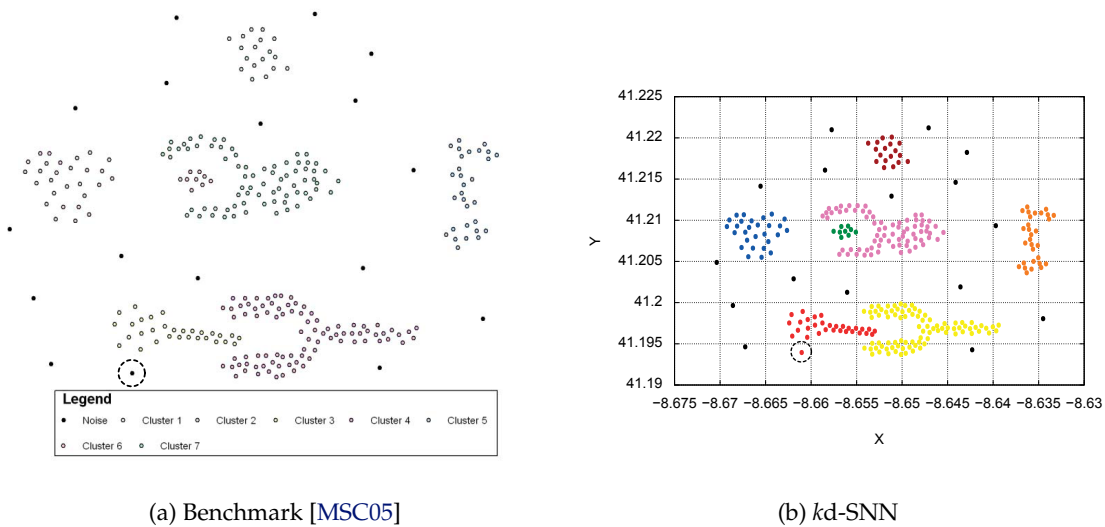 Legend
Noise Cluster 1 Cluster 2 Cluster 3 Cluster 4 Cluster 5
Cluster 6 Cluster 7
(a) Benchmark [MSC05]
41.225
41.22
41.215
41.21
Y
41.205
41.2
41.195
41.19
−8.675 −8.67 −8.665 −8.66 −8.655 −8.65 −8.645 −8.64 −8.635 −8.63
X
(b) kd-SNN